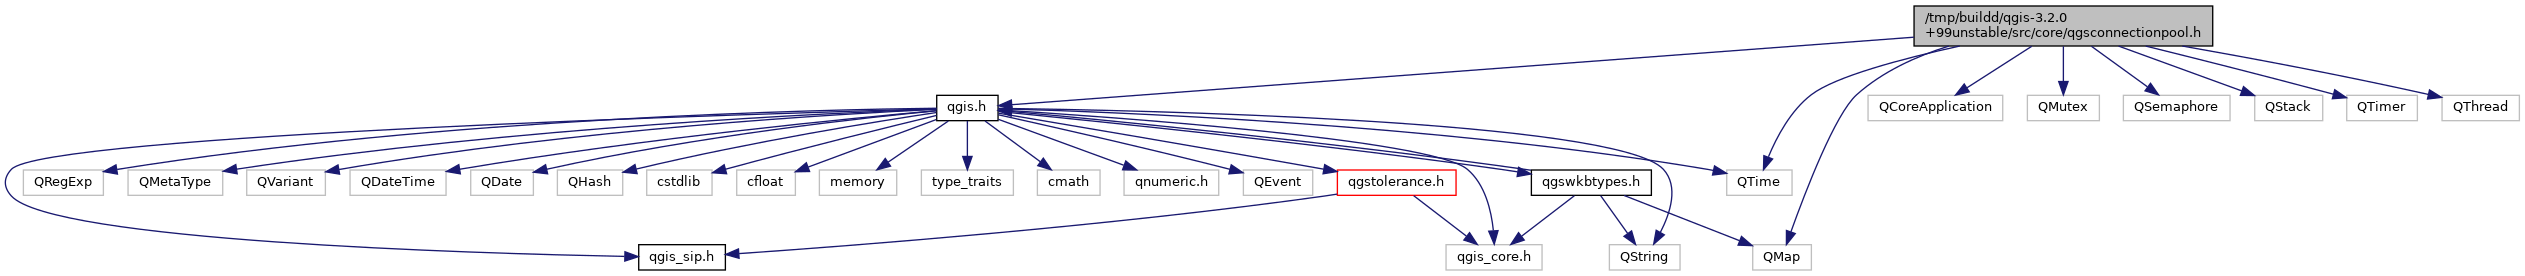 /tmp/buildd/qgis-3.2.0
+99unstable/src/core/qgsconnectionpool.h
qgis.h
QCoreApplication
QMutex
QSemaphore
QStack
QTimer
QThread
QRegExp
QMetaType
QVariant
QDateTime
QDate
QHash
cstdlib
cfloat
memory
type_traits
cmath
qnumeric.h
QEvent
qgstolerance.h
qgswkbtypes.h
QTime
qgis_sip.h
qgis_core.h
QString
QMap